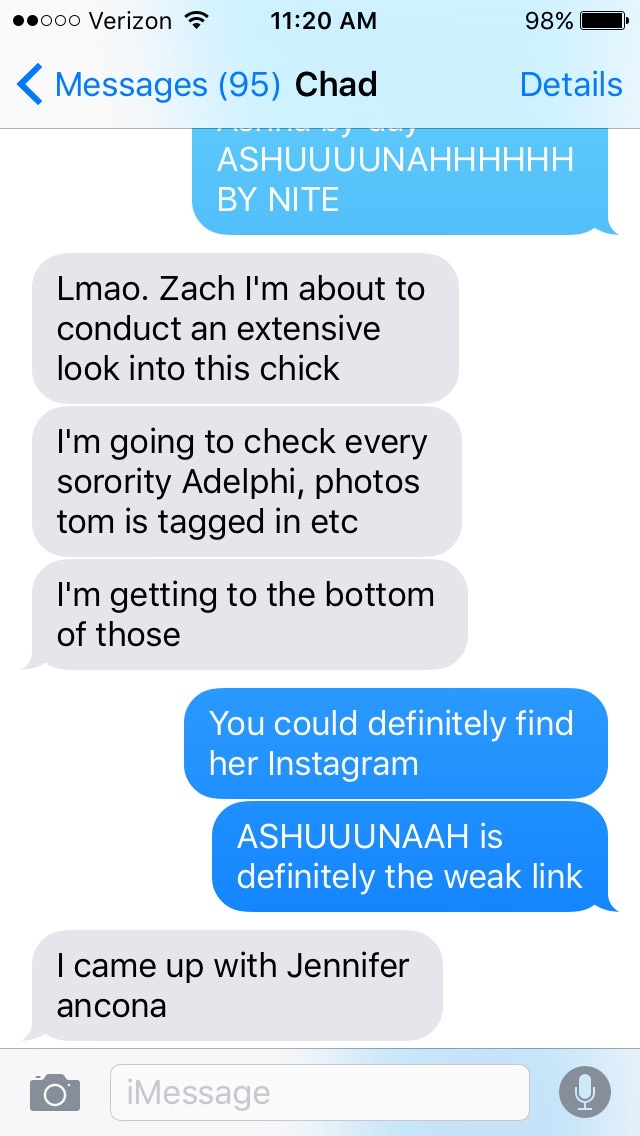 Verizon 11:20 AM 98%
Messages (95) Chad Details
ASHUUUUNAHHHHHH
BY NITE
Lmao. Zach I'm about to
conduct an extensive
look into this chick
I'm going to check every
sorority Adelphi, photos
tom is tagged in etc
I'm getting to the bottom
of those
You could definitely find
her Instagram
ASHUUUNAAH is
definitely the weak link
I came up with Jennifer
ancona
iMessage